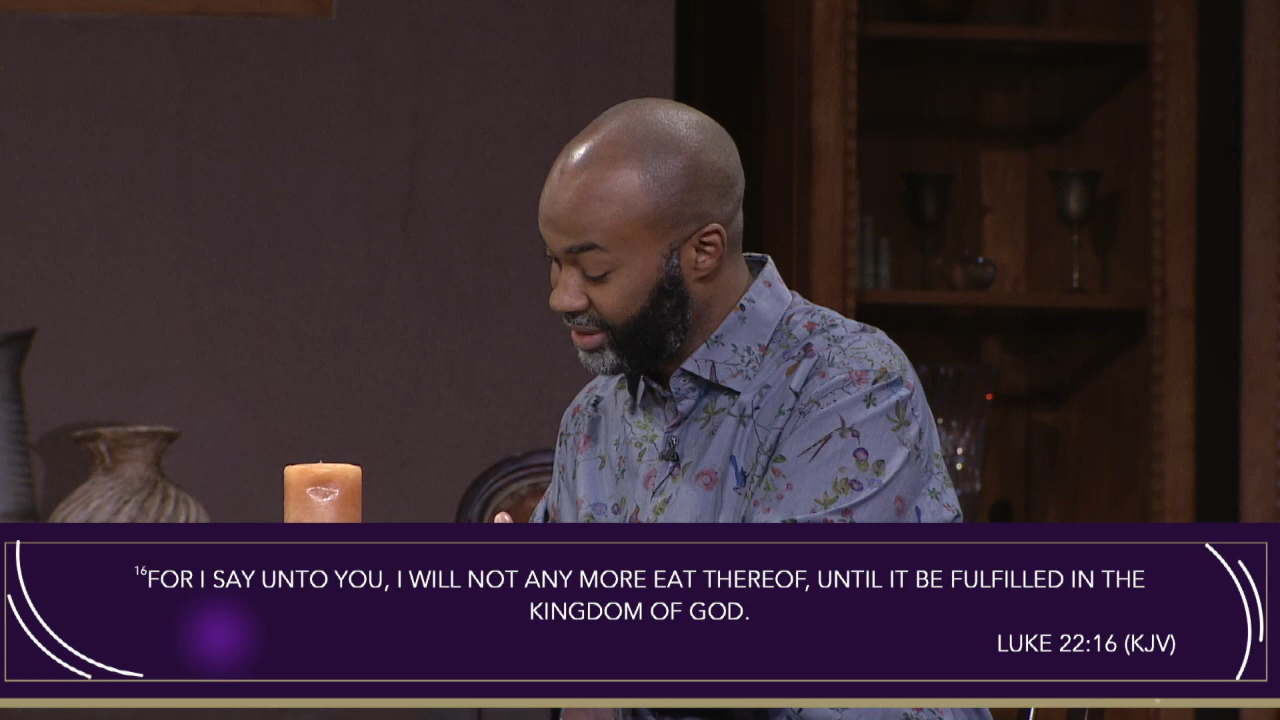 ¹⁶FOR I SAY UNTO YOU, I WILL NOT ANY MORE EAT THEREOF, UNTIL IT BE FULFILLED IN THE
KINGDOM OF GOD.
LUKE 22:16 (KJV)